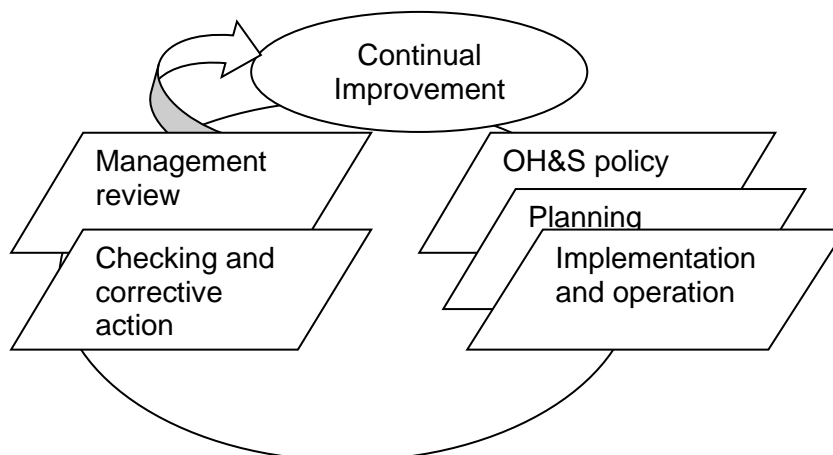 Continual
Improvement
Management
review
OH&S policy
Planning
Checking and
corrective
action
Implementation
and operation